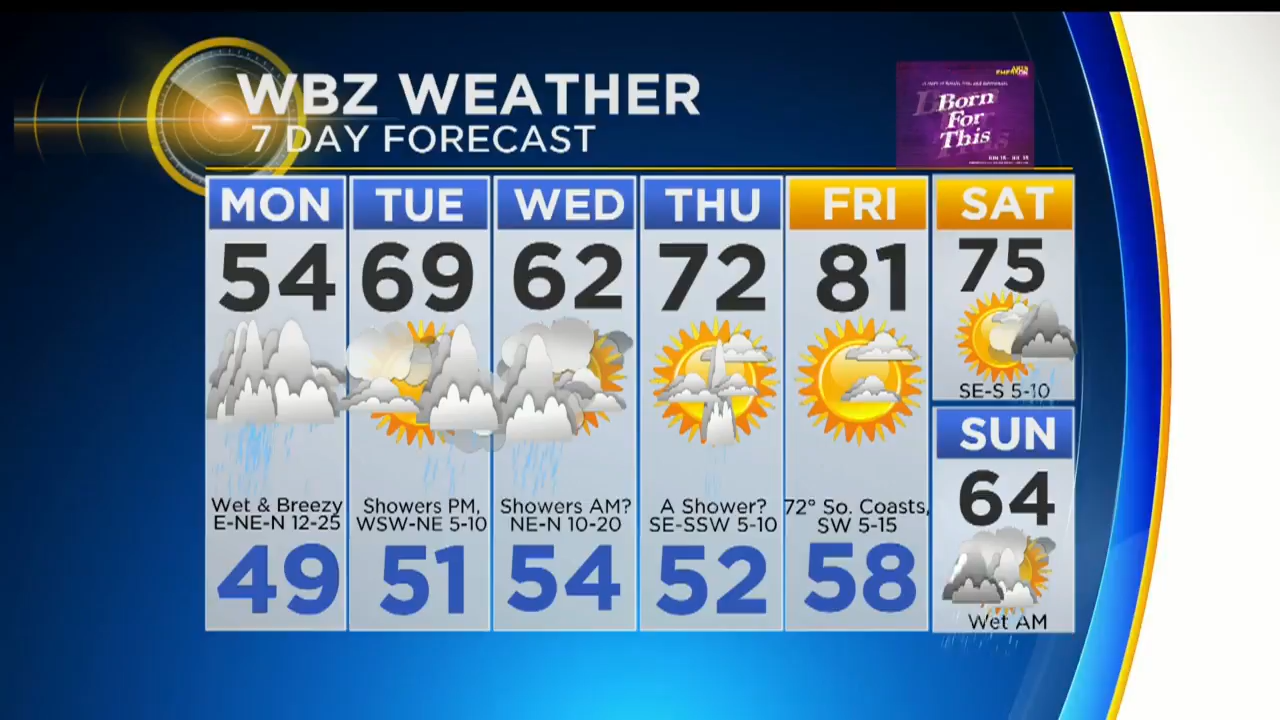 WBZ WEATHER
7 DAY FORECAST
Born
For
This
MON
54
Wet & Breezy
E-NE-N 12-25
49
TUE
69
Showers PM,
WSW-NE 5-10
51
WED
62
Showers AM?
NE-N 10-20
54
THU
72
A Shower?
SE-SSW 5-10
52
FRI
81
72° So. Coasts,
SW 5-15
58
SAT
75
SE-S 5-10
SUN
64
Wet AM